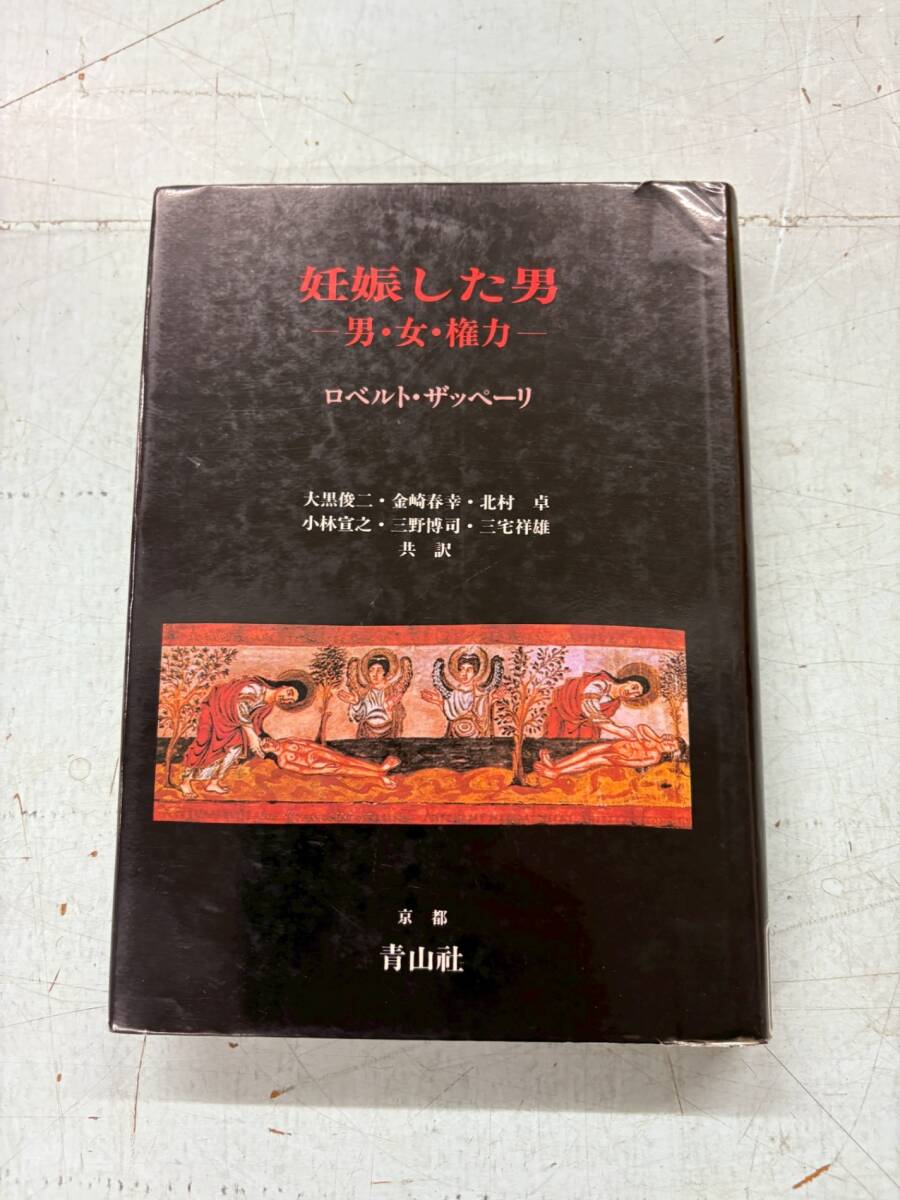 妊娠した男
―男・女・権力―
ロベルト・ザッペーリ
大黒俊二・金崎春幸・北村 卓
小林宣之・三野博司・三宅祥雄
共 訳
京 都
青山社